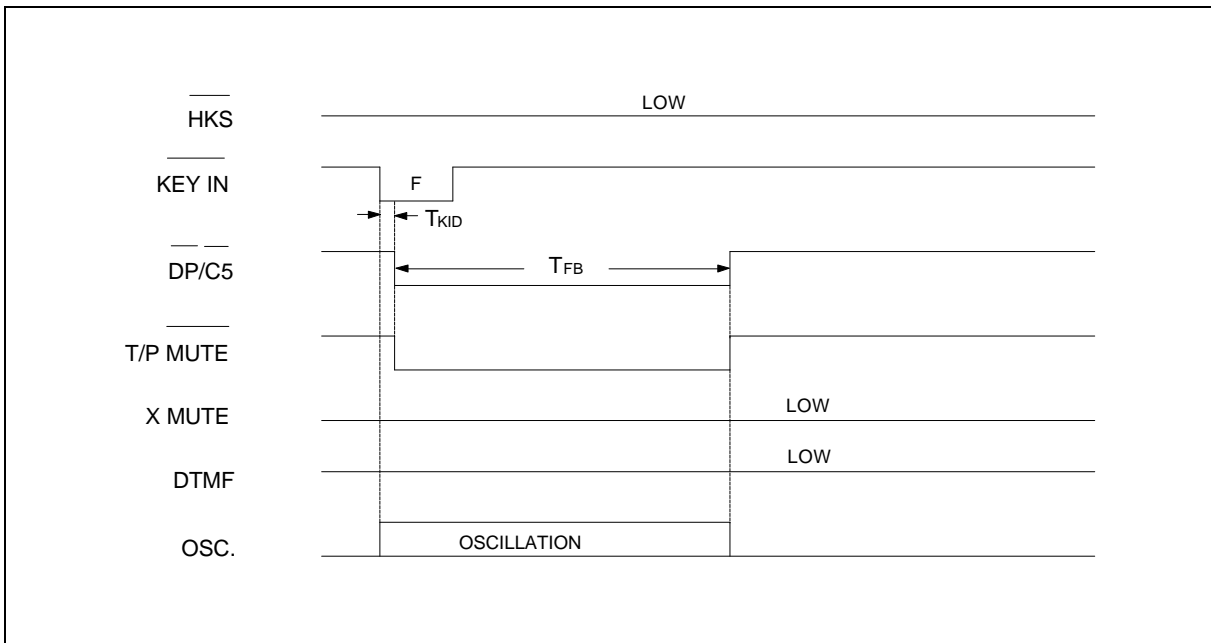 HKS LOW
KEY IN F
TKID
DP/C5 TFB
T/P MUTE
X MUTE LOW
DTMF LOW
OSC. OSCILLATION